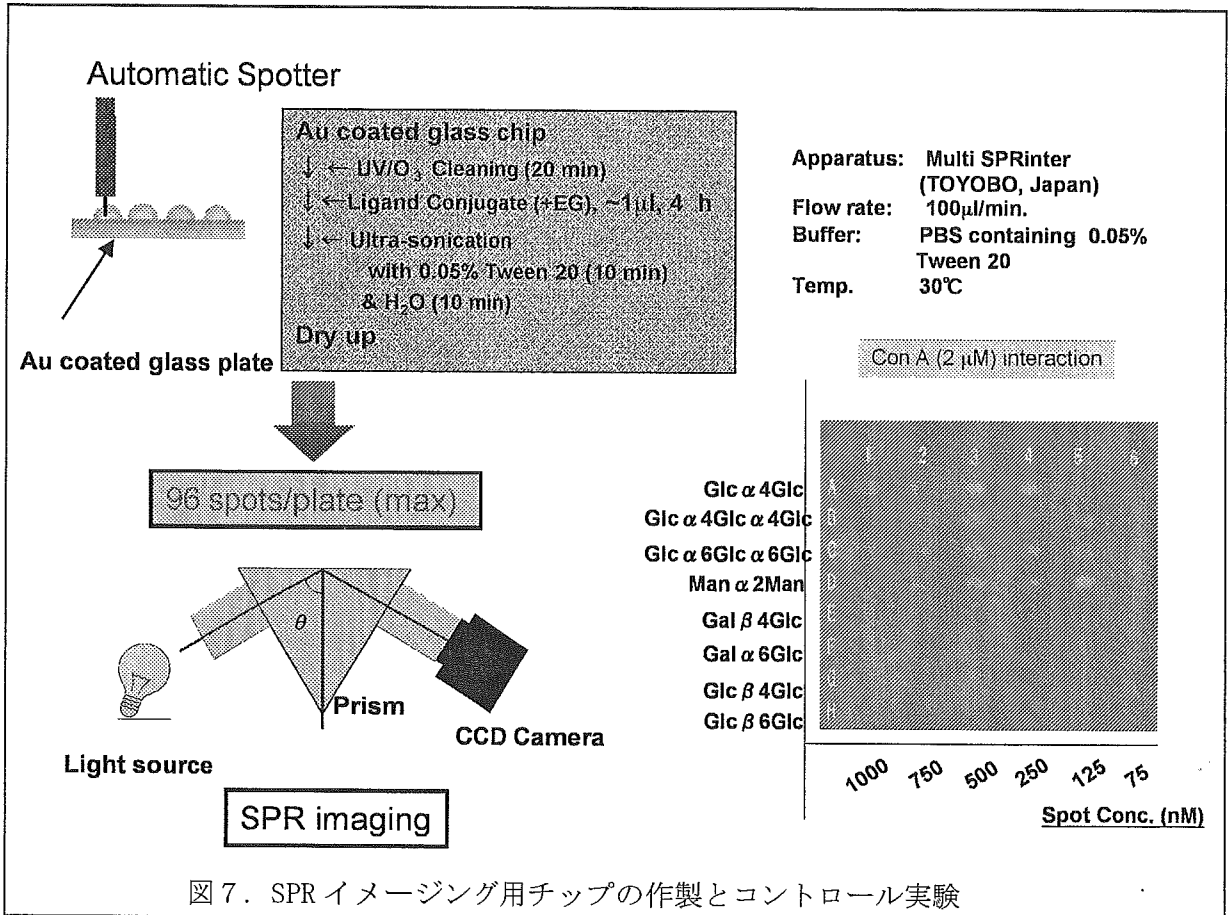 Automatic Spotter
Au coated glass plate
Au coated glass chip
↓ ← UV/O3 Cleaning (20 min)
↓ ← Ligand Conjugate (+EG), ~1μl, 4 h
↓ ← Ultra-sonication
with 0.05% Tween 20 (10 min)
& H2O (10 min)
Dry up
96 spots/plate (max)
θ
Prism
Light source
CCD Camera
SPR imaging
Apparatus: Multi SPRinter
(TOYOBO, Japan)
Flow rate: 100μl/min.
Buffer: PBS containing 0.05%
Tween 20
Temp. 30℃
Con A (2 μM) interaction
1 2 3 4 5 6
Glc α 4Glc A
Glc α 4Glc α 4Glc B
Glc α 6Glc α 6Glc C
Man α 2Man D
Gal β 4Glc E
Gal α 6Glc F
Glc β 4Glc G
Glc β 6Glc H
1000 750 500 250 125 75
Spot Conc. (nM)
図7. SPRイメージング用チップの作製とコントロール実験